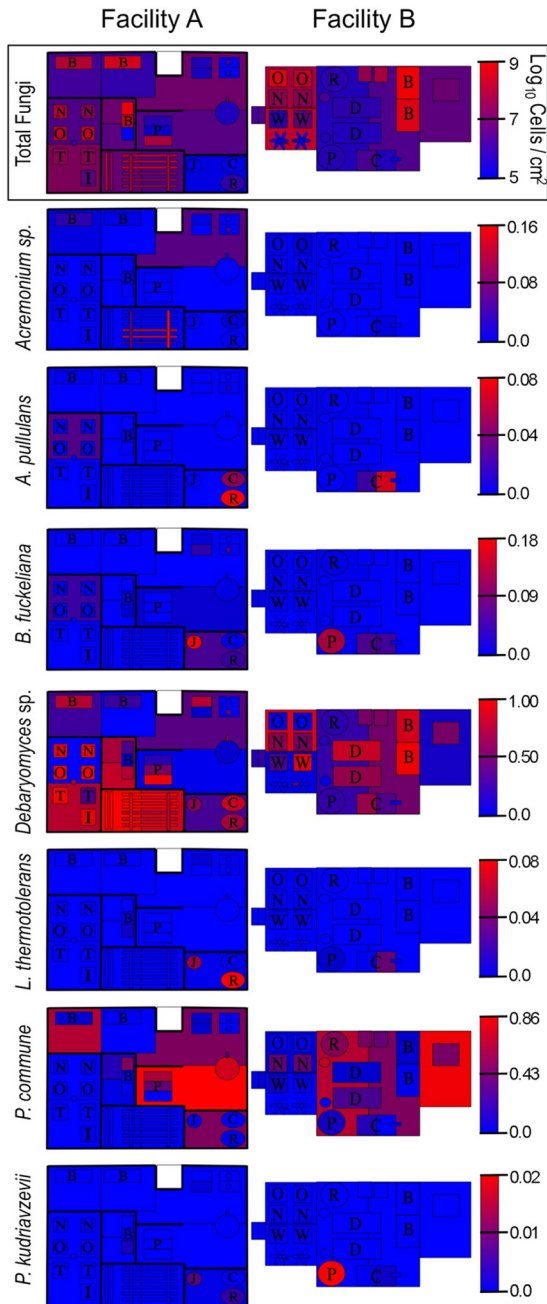 Facility A Facility B
Total Fungi
B B
N N
O O
T T
I
B
P
J C
R
O O
N N
W W
R
D
D
P
C
B
B
9
7
5
Log10 Cells / cm2
Acremonium sp.
B B
N N
O O
T T
I
B
P
J C
R
O O
N N
W W
R
D
D
P
C
B
B
0.16
0.08
0.0
A. pullulans
B B
N N
O O
T T
I
B
P
J C
R
O O
N N
W W
R
D
D
P
C
B
B
0.08
0.04
0.0
B. fuckeliana
B B
N N
O O
T T
I
B
P
J C
R
O O
N N
W W
R
D
D
P
C
B
B
0.18
0.09
0.0
Debaryomyces sp.
B B
N N
O O
T T
I
B
P
J C
R
O O
N N
W W
R
D
D
P
C
B
B
1.00
0.50
0.0
L. thermotolerans
B B
N N
O O
T T
I
B
P
J C
R
O O
N N
W W
R
D
D
P
C
B
B
0.08
0.04
0.0
P. commune
B B
N N
O O
T T
I
B
P
J C
R
O O
N N
W W
R
D
D
P
C
B
B
0.86
0.43
0.0
P. kudriavzevii
B B
N N
O O
T T
I
B
P
J C
R
O O
N N
W W
R
D
D
P
C
B
B
0.02
0.01
0.0